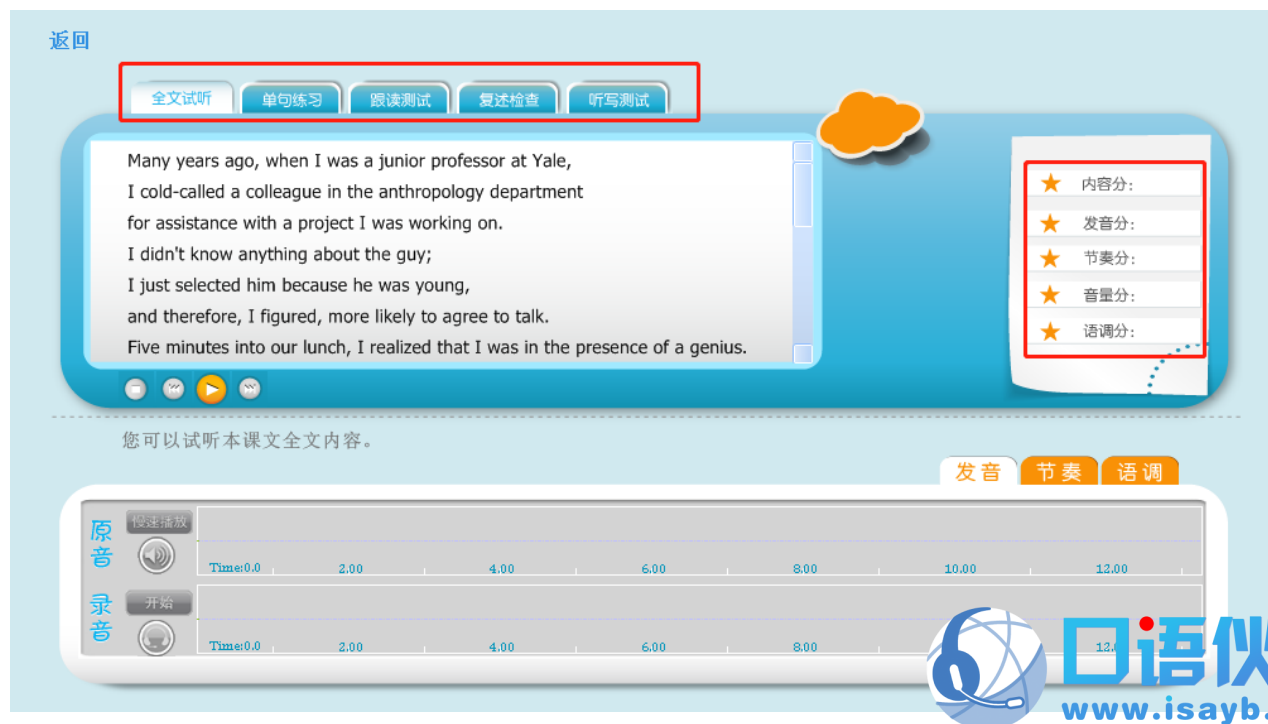 返回
全文试听 单句练习 跟读测试 复述检查 听写测试
Many years ago, when I was a junior professor at Yale,
I cold-called a colleague in the anthropology department
for assistance with a project I was working on.
I didn't know anything about the guy;
I just selected him because he was young,
and therefore, I figured, more likely to agree to talk.
Five minutes into our lunch, I realized that I was in the presence of a genius.
内容分:
发音分:
节奏分:
音量分:
语调分:
您可以试听本课文全文内容。
发音 节奏 语调
原音
慢速播放
Time:0.0 2.00 4.00 6.00 8.00 10.00 12.00
录音
开始
Time:0.0 2.00 4.00 6.00 8.00
口语伙
www.isayb.